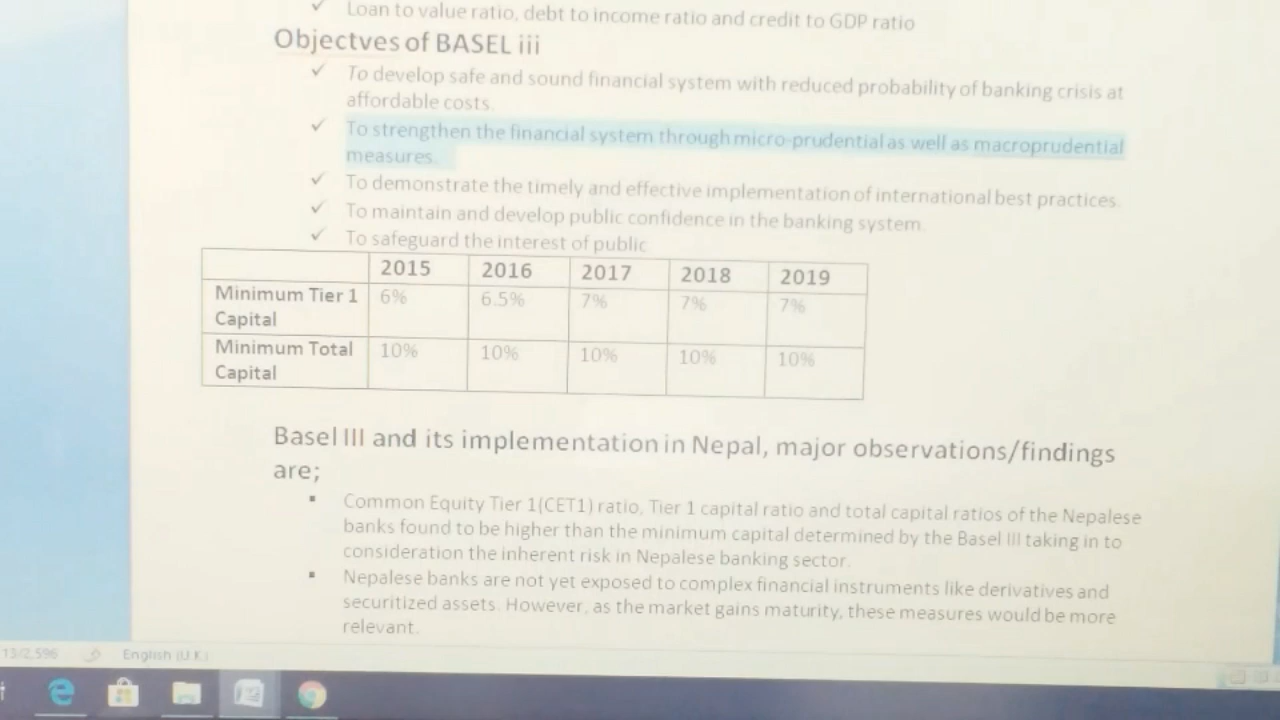 Loan to value ratio, debt to income ratio and credit to GDP ratio
Objectves of BASEL iii
To develop safe and sound financial system with reduced probability of banking crisis at
affordable costs.
To strengthen the financial system through micro-prudential as well as macroprudential
measures.
To demonstrate the timely and effective implementation of international best practices.
To maintain and develop public confidence in the banking system.
To safeguard the interest of public
2015 2016 2017 2018 2019
Minimum Tier 1 6% 6.5% 7% 7% 7%
Capital
Minimum Total 10% 10% 10% 10% 10%
Capital
Basel III and its implementation in Nepal, major observations/findings
are;
Common Equity Tier 1(CET1) ratio, Tier 1 capital ratio and total capital ratios of the Nepalese
banks found to be higher than the minimum capital determined by the Basel III taking in to
consideration the inherent risk in Nepalese banking sector.
Nepalese banks are not yet exposed to complex financial instruments like derivatives and
securitized assets. However, as the market gains maturity, these measures would be more
relevant.
13/2,596 English (U.K.)